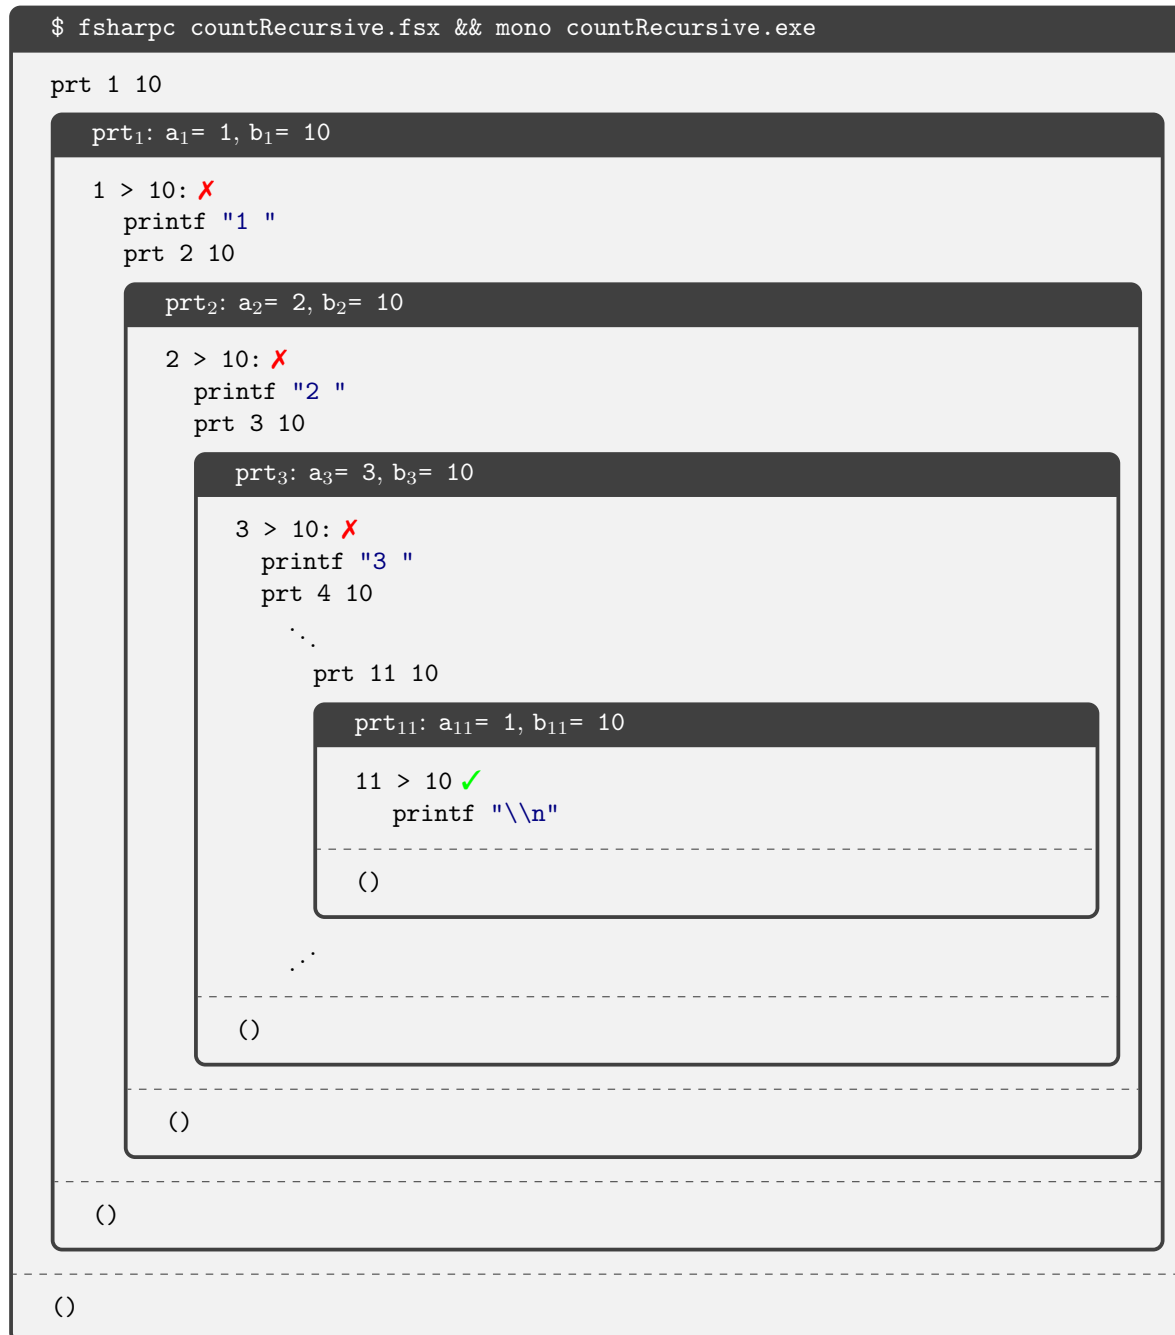 $ fsharpc countRecursive.fsx && mono countRecursive.exe
prt 1 10
prt₁: a₁= 1, b₁= 10
1 > 10: ✗
printf "1 "
prt 2 10
prt₂: a₂= 2, b₂= 10
2 > 10: ✗
printf "2 "
prt 3 10
prt₃: a₃= 3, b₃= 10
3 > 10: ✗
printf "3 "
prt 4 10
⋱
prt 11 10
prt₁₁: a₁₁= 1, b₁₁= 10
11 > 10 ✓
printf "\\n"
()
⋰
()
()
()
()